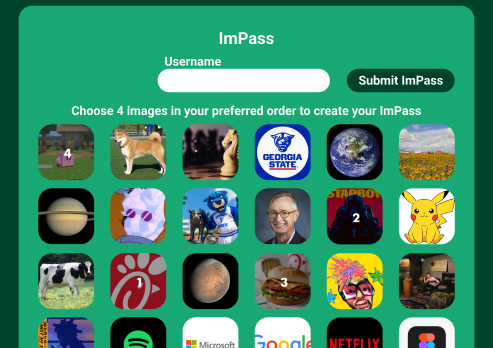 ImPass
Username
Submit ImPass
Choose 4 images in your preferred order to create your ImPass
4
GEORGIA
STATE
STARBOY
2
1
3
Microsoft
Google
NETFLIX